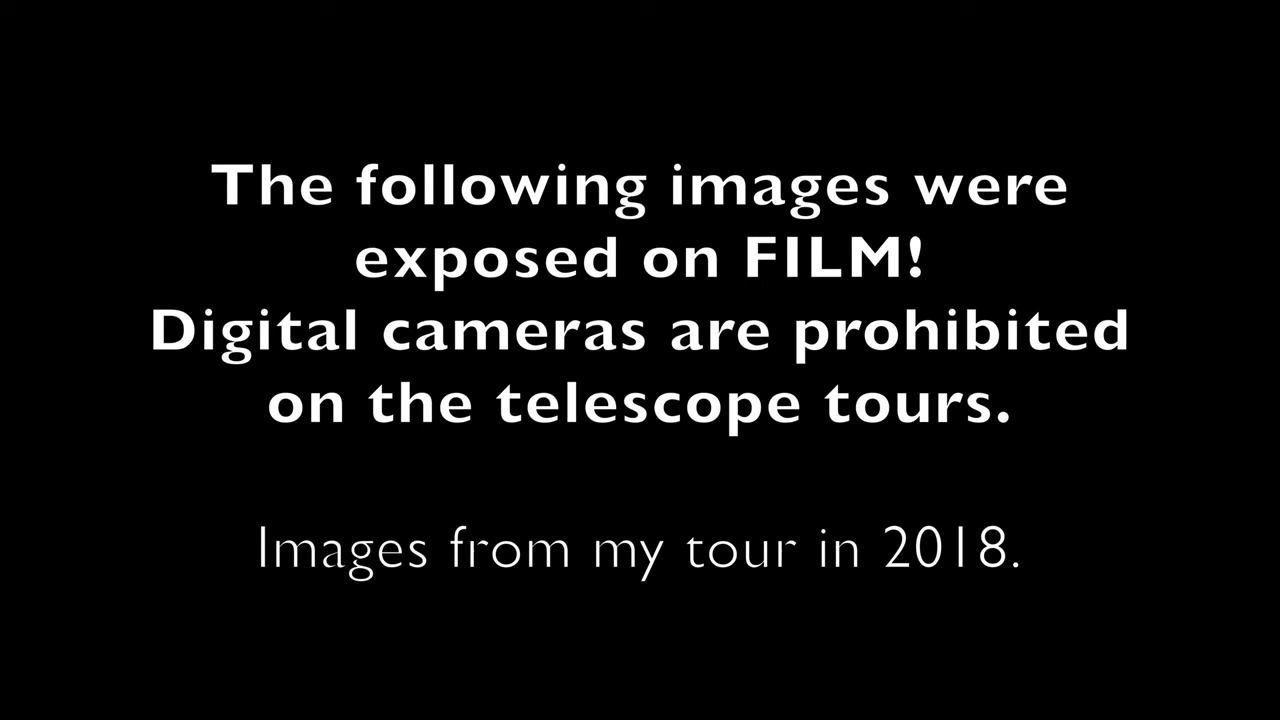 The following images were
exposed on FILM!
Digital cameras are prohibited
on the telescope tours.
Images from my tour in 2018.